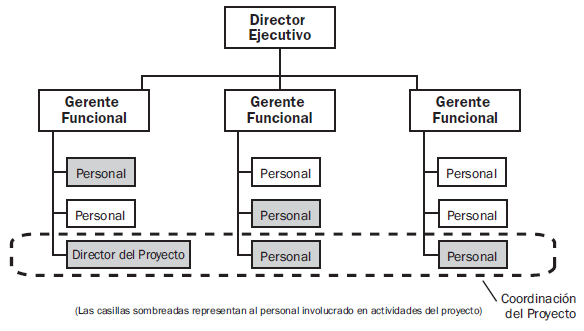 Director
Ejecutivo
Gerente
Funcional
Gerente
Funcional
Gerente
Funcional
Personal
Personal
Personal
Personal
Personal
Personal
Director del Proyecto
Personal
Personal
(Las casillas sombreadas representan al personal involucrado en actividades del proyecto)
Coordinación
del Proyecto